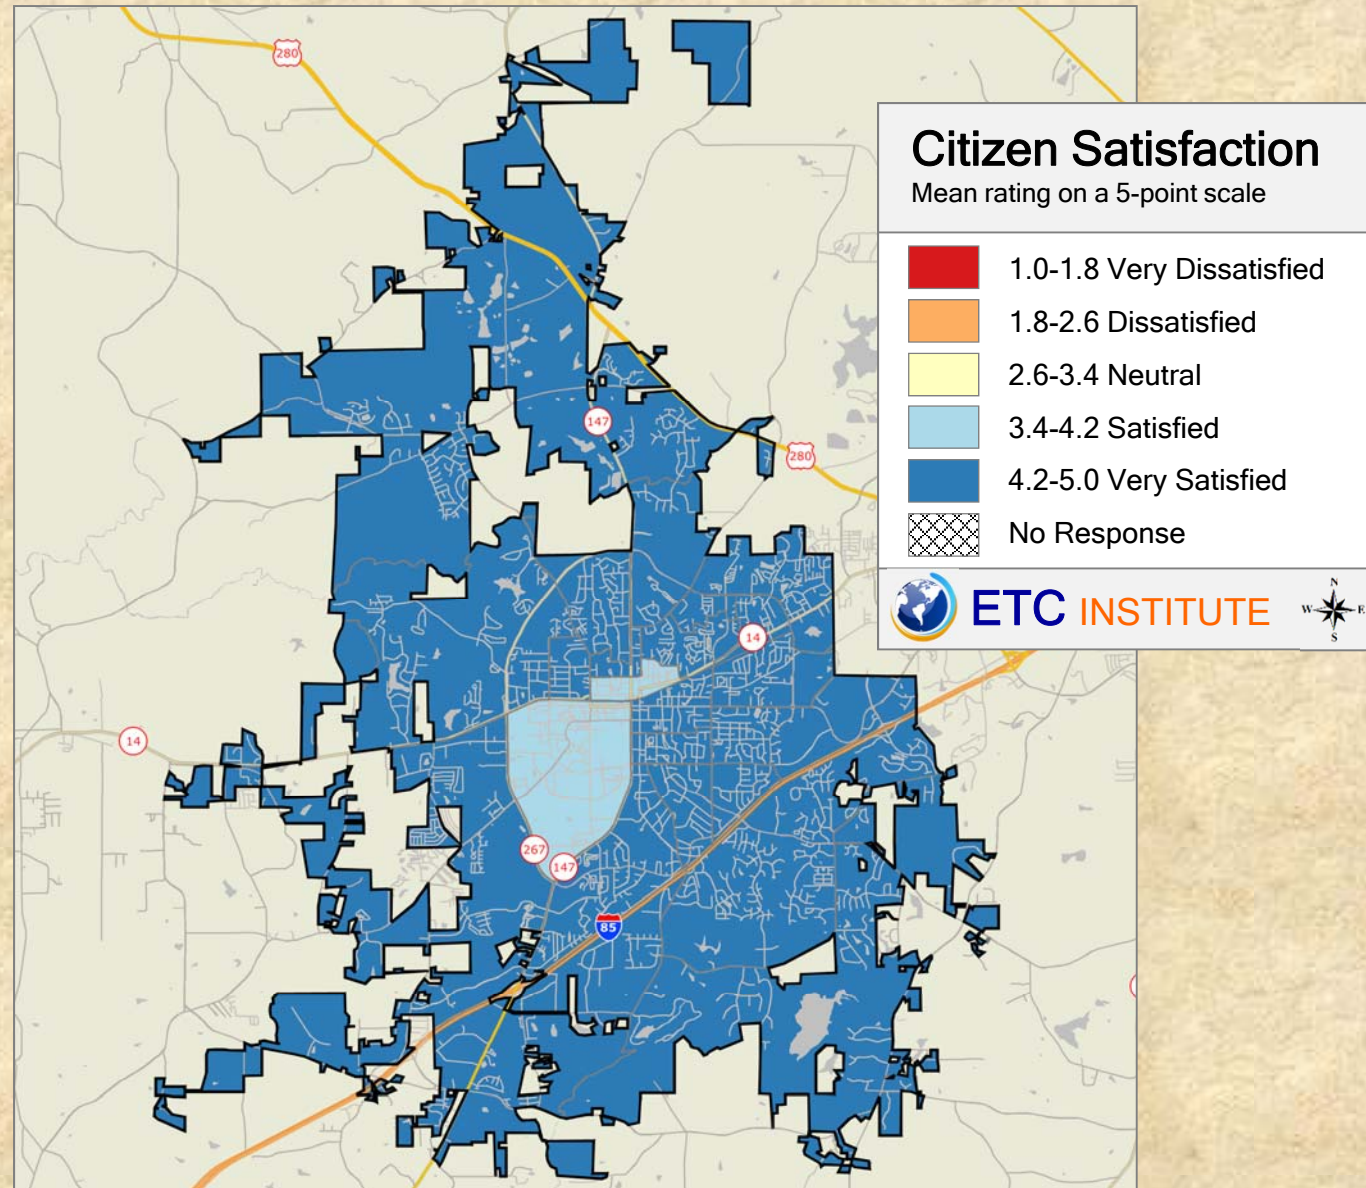 280
Citizen Satisfaction
Mean rating on a 5-point scale
1.0-1.8 Very Dissatisfied
1.8-2.6 Dissatisfied
2.6-3.4 Neutral
3.4-4.2 Satisfied
4.2-5.0 Very Satisfied
No Response
ETC INSTITUTE
N
W E
S
147
280
14
14
267
147
85